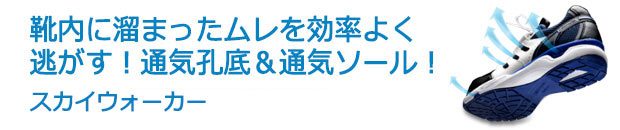 靴内に溜まったムレを効率よく
逃がす！通気孔底＆通気ソール！
スカイウォーカー